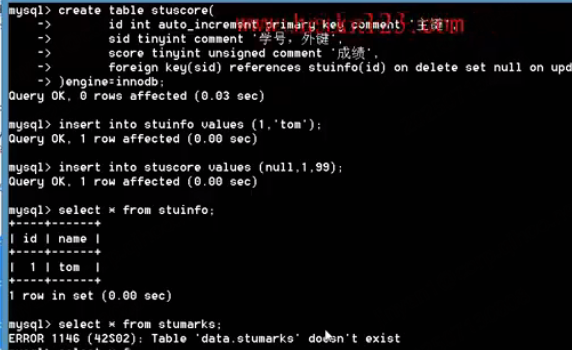 mysql> create table stuscore(
    -> id int auto_increment primary key comment '主键',
    -> sid tinyint comment '学号，外键',
    -> score tinyint unsigned comment '成绩',
    -> foreign key(sid) references stuinfo(id) on delete set null on upd
    -> )engine=innodb;
Query OK, 0 rows affected (0.03 sec)
mysql> insert into stuinfo values (1,'tom');
Query OK, 1 row affected (0.00 sec)
mysql> insert into stuscore values (null,1,99);
Query OK, 1 row affected (0.00 sec)
mysql> select * from stuinfo;
+----+------+
| id | name |
+----+------+
| 1 | tom |
+----+------+
1 row in set (0.00 sec)
mysql> select * from stumarks;
ERROR 1146 (42S02): Table 'data.stumarks' doesn't exist